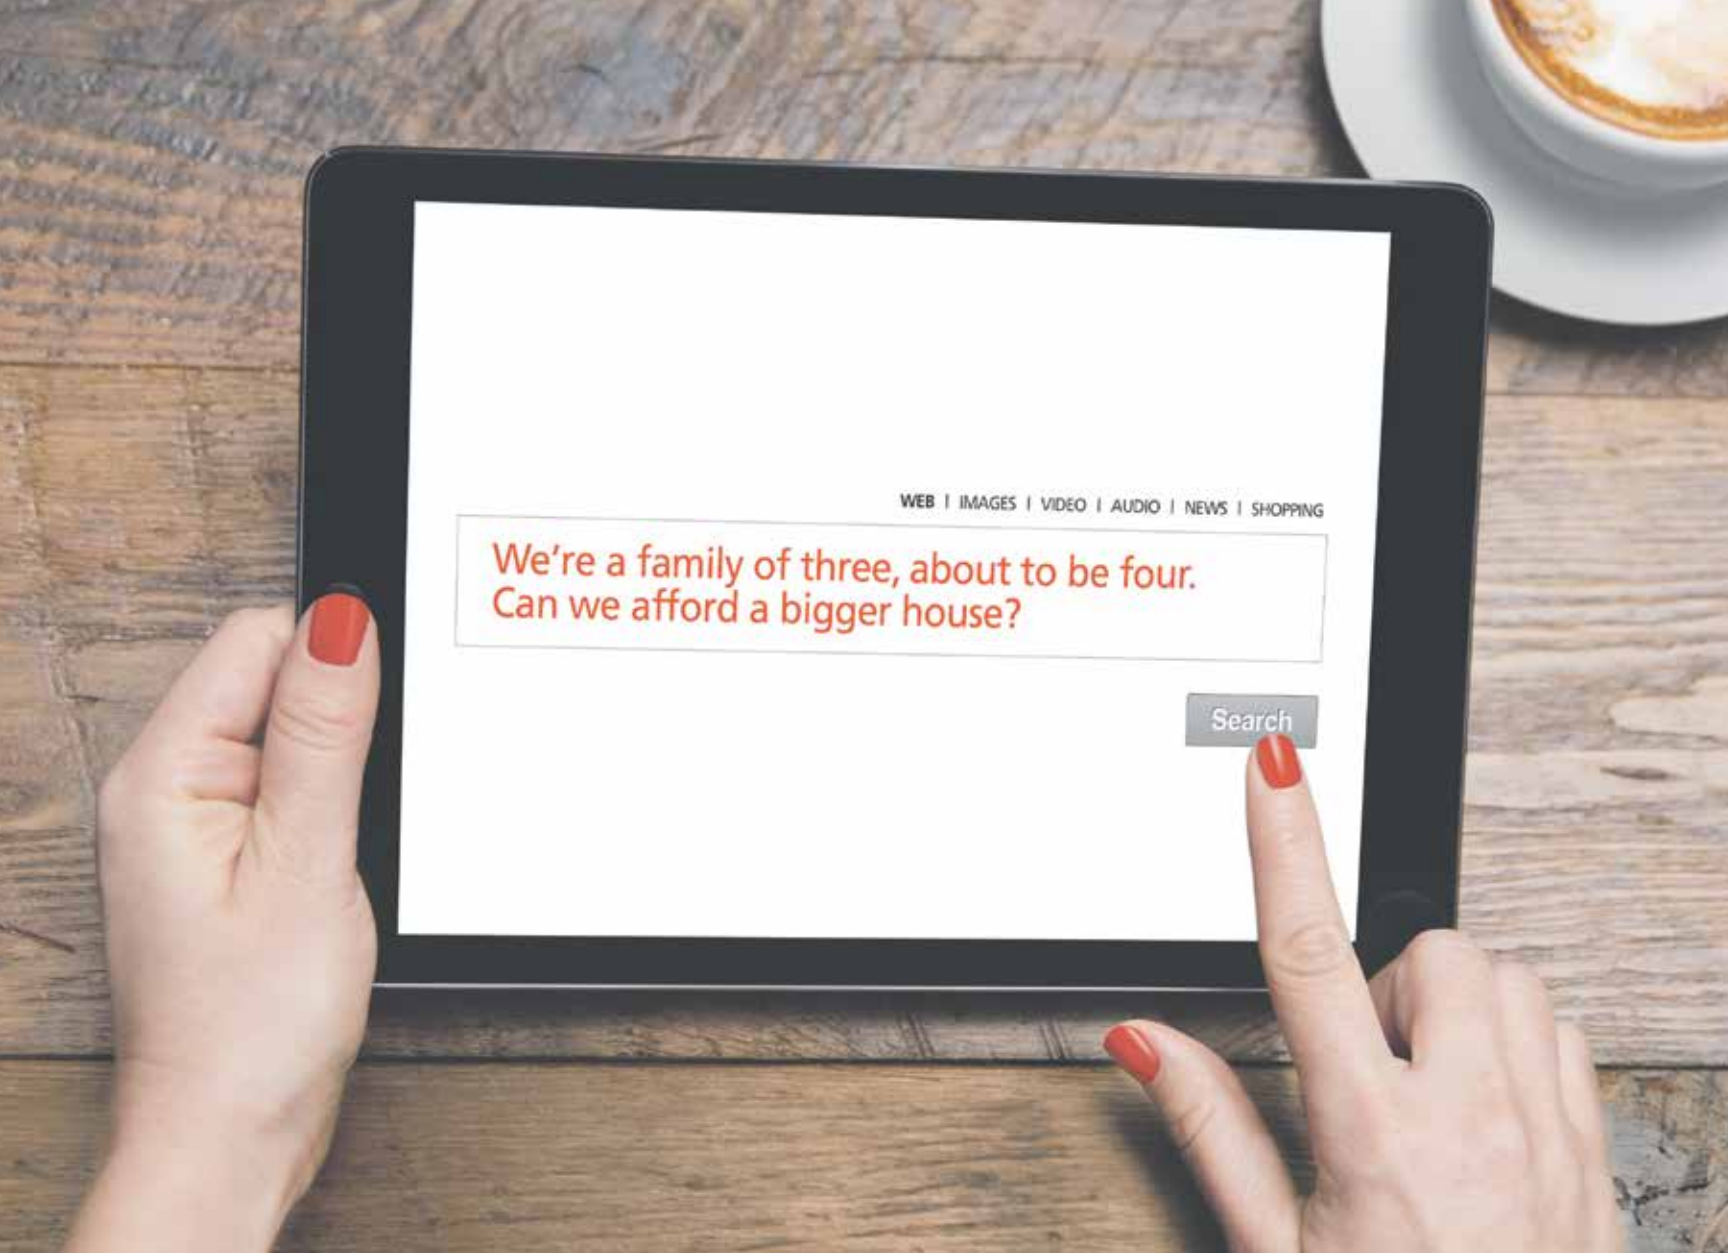 WEB | IMAGES | VIDEO | AUDIO | NEWS | SHOPPING
We're a family of three, about to be four.
Can we afford a bigger house?
Search